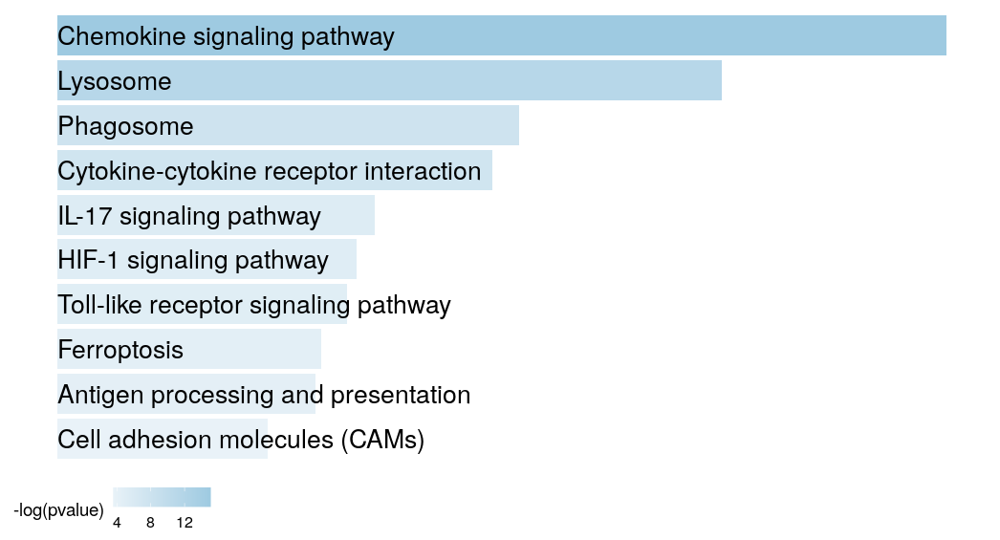 Chemokine signaling pathway
Lysosome
Phagosome
Cytokine-cytokine receptor interaction
IL-17 signaling pathway
HIF-1 signaling pathway
Toll-like receptor signaling pathway
Ferroptosis
Antigen processing and presentation
Cell adhesion molecules (CAMs)
-log(pvalue)
4 8 12